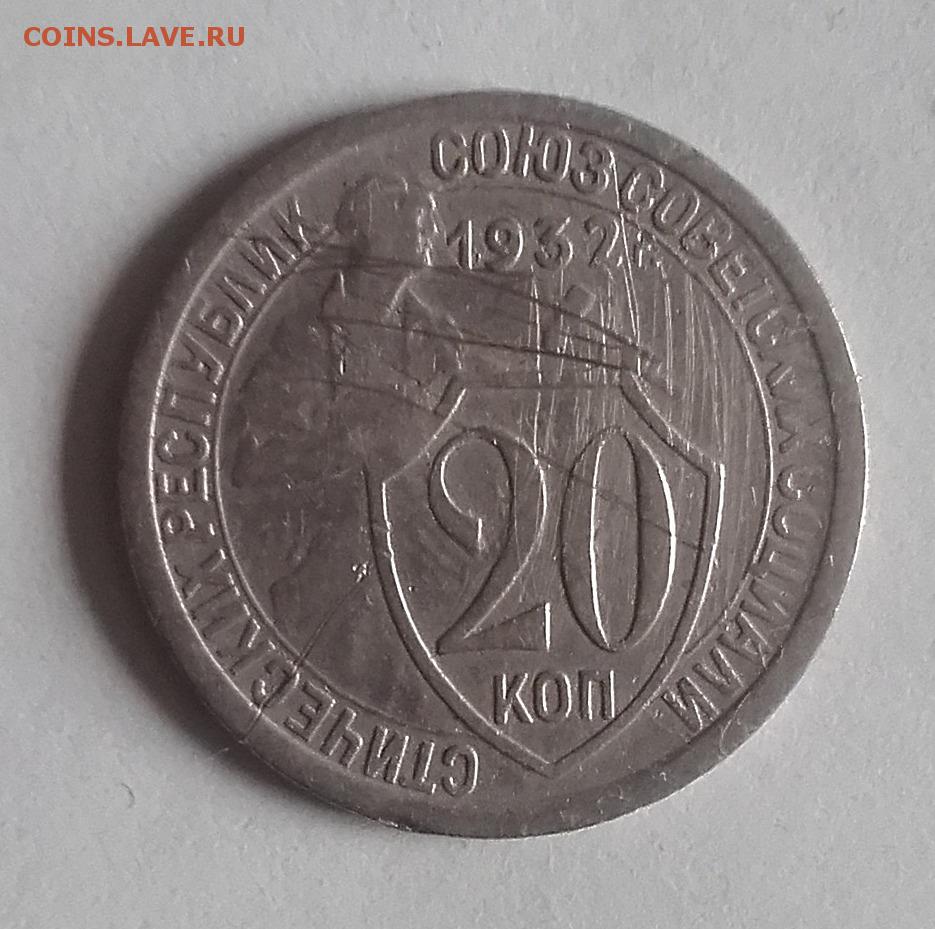 COINS.LAVE.RU
СОЮЗ СОВЕТСКИХ СОЦИАЛИСТИЧЕСКИХ РЕСПУБЛИК
1932г.
20
КОП